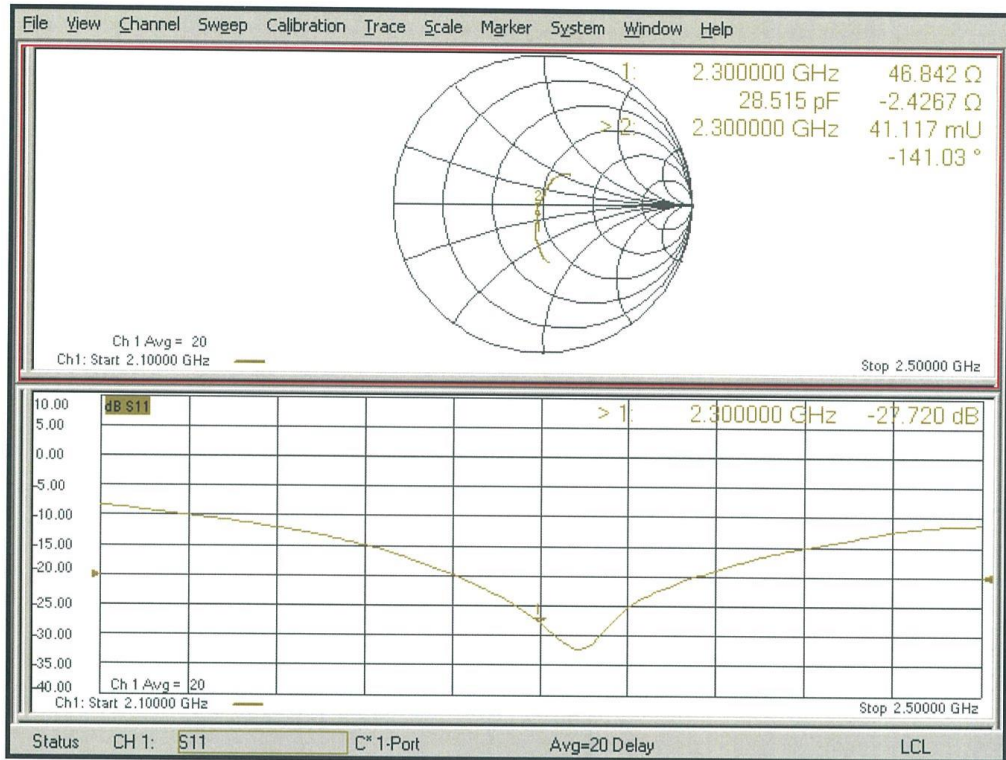 File View Channel Sweep Calibration Trace Scale Marker System Window Help
1: 2.300000 GHz 46.842 Ω
28.515 pF -2.4267 Ω
> 2: 2.300000 GHz 41.117 mU
-141.03 °
2
Ch 1 Avg = 20
Ch1: Start 2.10000 GHz
Stop 2.50000 GHz
10.00
dB S11
> 1: 2.300000 GHz -27.720 dB
5.00
0.00
-5.00
-10.00
-15.00
-20.00
-25.00
1
-30.00
-35.00
-40.00
Ch 1 Avg = 20
Ch1: Start 2.10000 GHz
Stop 2.50000 GHz
Status CH 1: S11 C* 1-Port Avg=20 Delay LCL